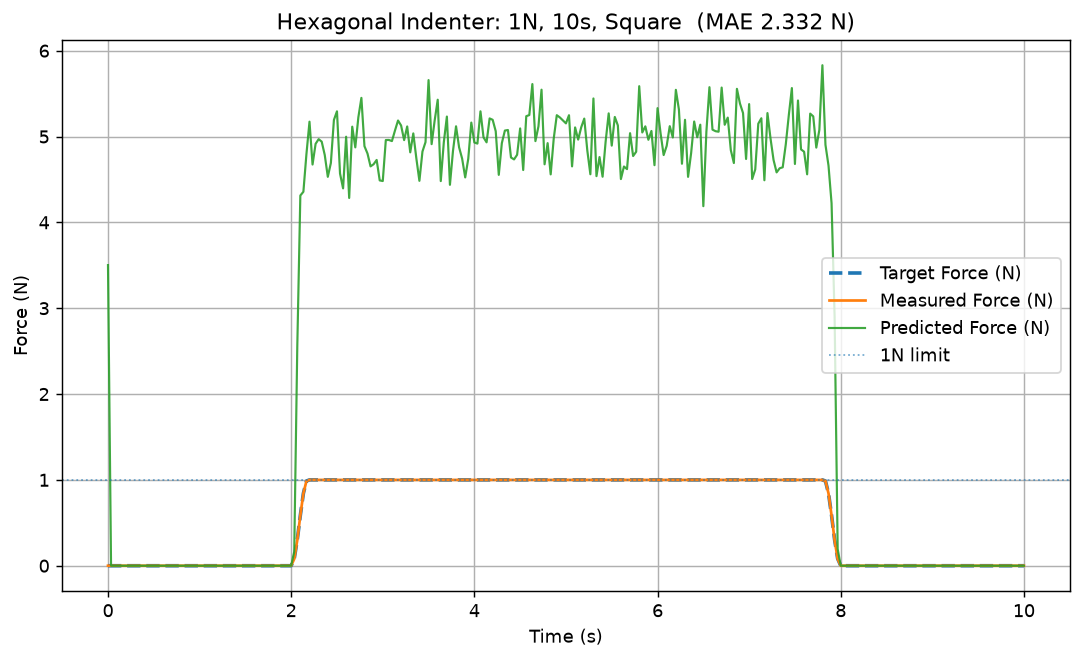 Hexagonal Indenter: 1N, 10s, Square  (MAE 2.332 N)
Force (N)
6
5
4
3
2
1
0
Target Force (N)
Measured Force (N)
Predicted Force (N)
1N limit
0 2 4 6 8 10
Time (s)